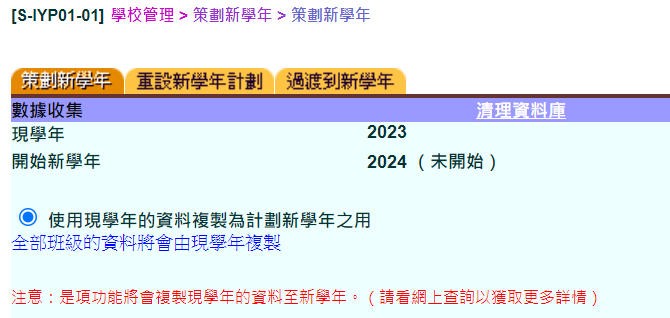 [S-IYP01-01] 學校管理 > 策劃新學年 > 策劃新學年
策劃新學年 重設新學年計劃 過渡到新學年
數據收集 清理資料庫
現學年 2023
開始新學年 2024 （未開始）
使用現學年的資料複製為計劃新學年之用
全部班級的資料將會由現學年複製
注意：是項功能將會複製現學年的資料至新學年。（請看網上查詢以獲取更多詳情）